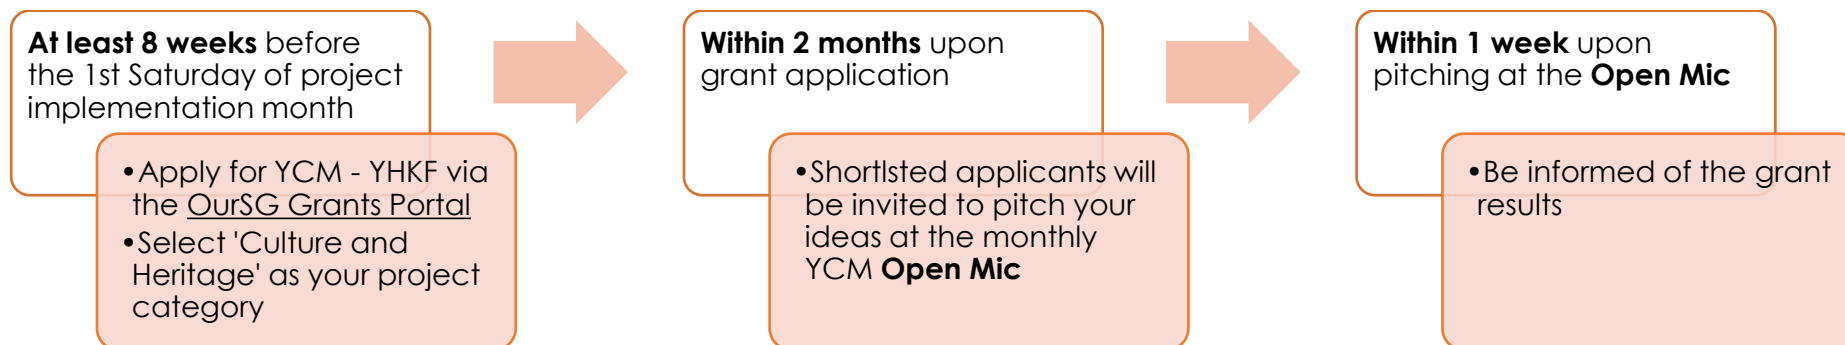 At least 8 weeks before
the 1st Saturday of project
implementation month
•Apply for YCM - YHKF via
the OurSG Grants Portal
•Select 'Culture and
Heritage' as your project
category
Within 2 months upon
grant application
•Shortlsted applicants will
be invited to pitch your
ideas at the monthly
YCM Open Mic
Within 1 week upon
pitching at the Open Mic
•Be informed of the grant
results